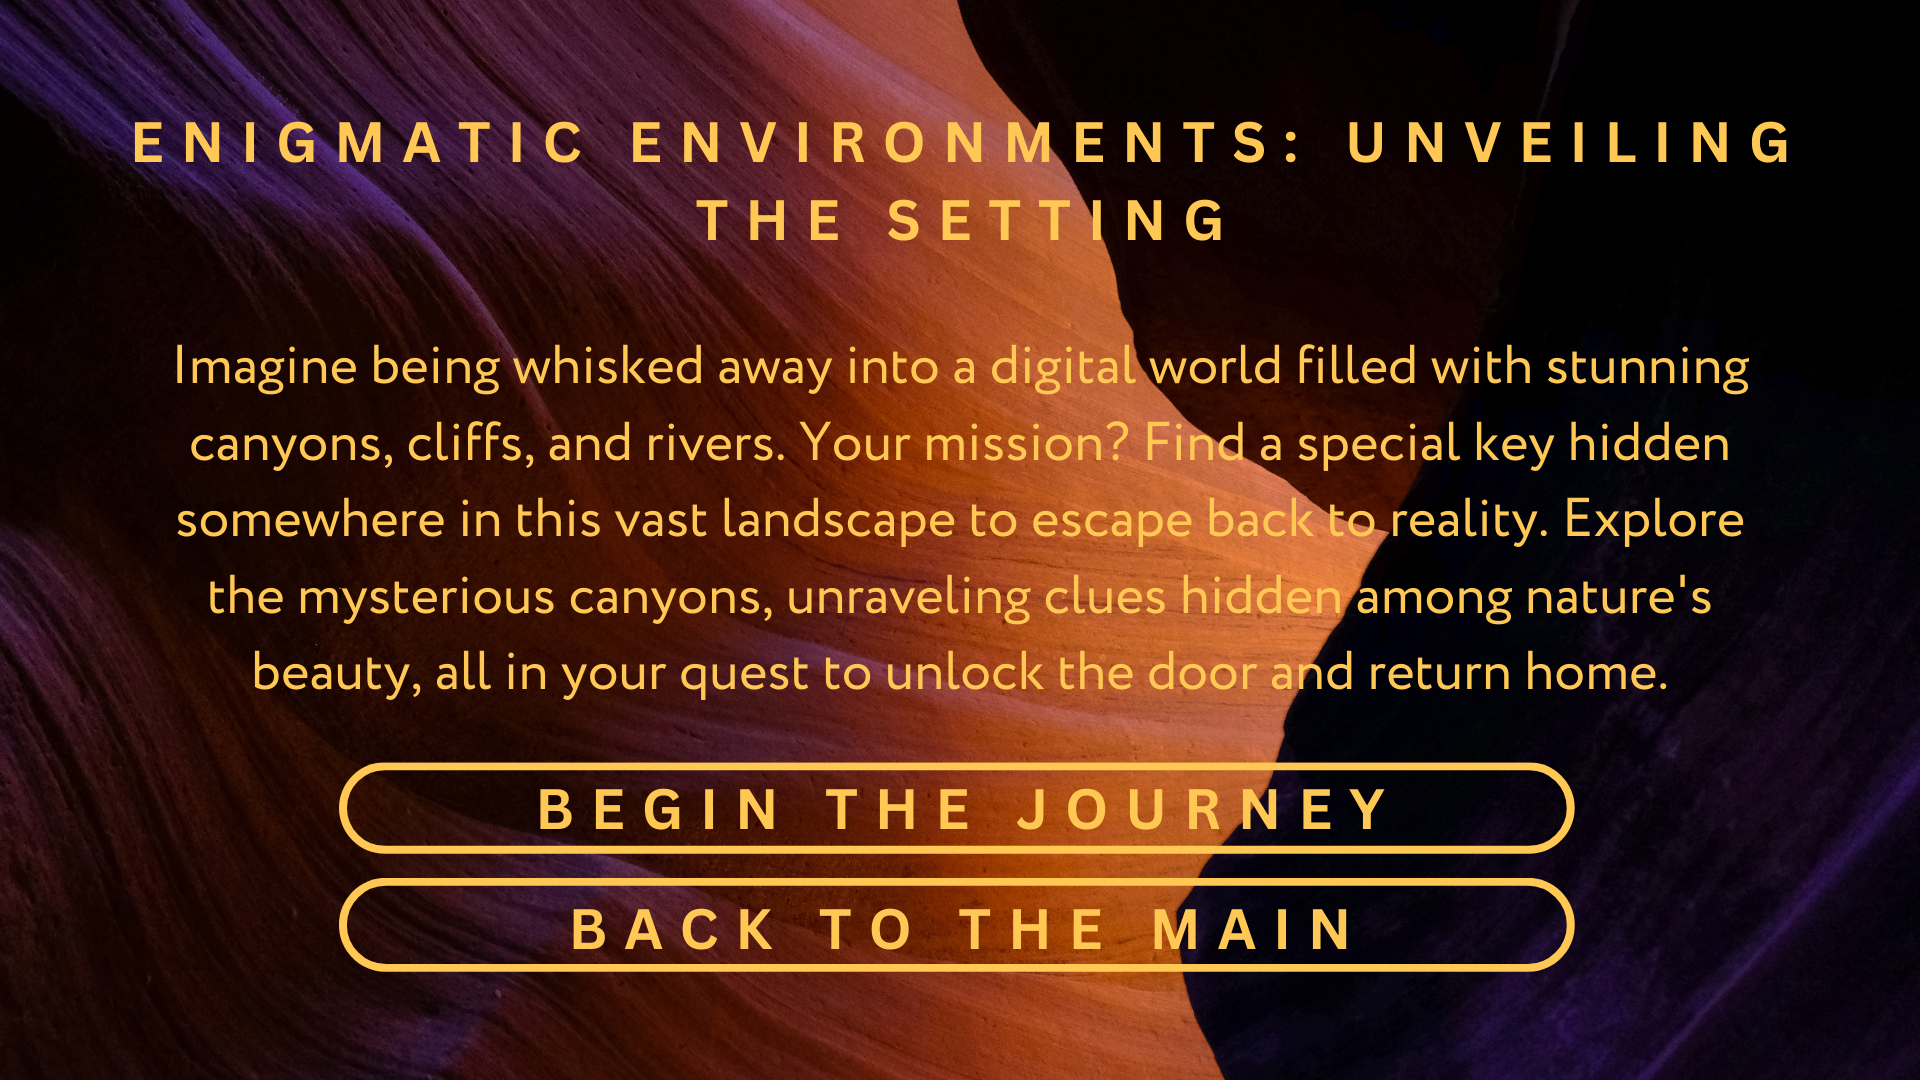 ENIGMATIC ENVIRONMENTS: UNVEILING
THE SETTING
Imagine being whisked away into a digital world filled with stunning
canyons, cliffs, and rivers. Your mission? Find a special key hidden
somewhere in this vast landscape to escape back to reality. Explore
the mysterious canyons, unraveling clues hidden among nature's
beauty, all in your quest to unlock the door and return home.
BEGIN THE JOURNEY
BACK TO THE MAIN